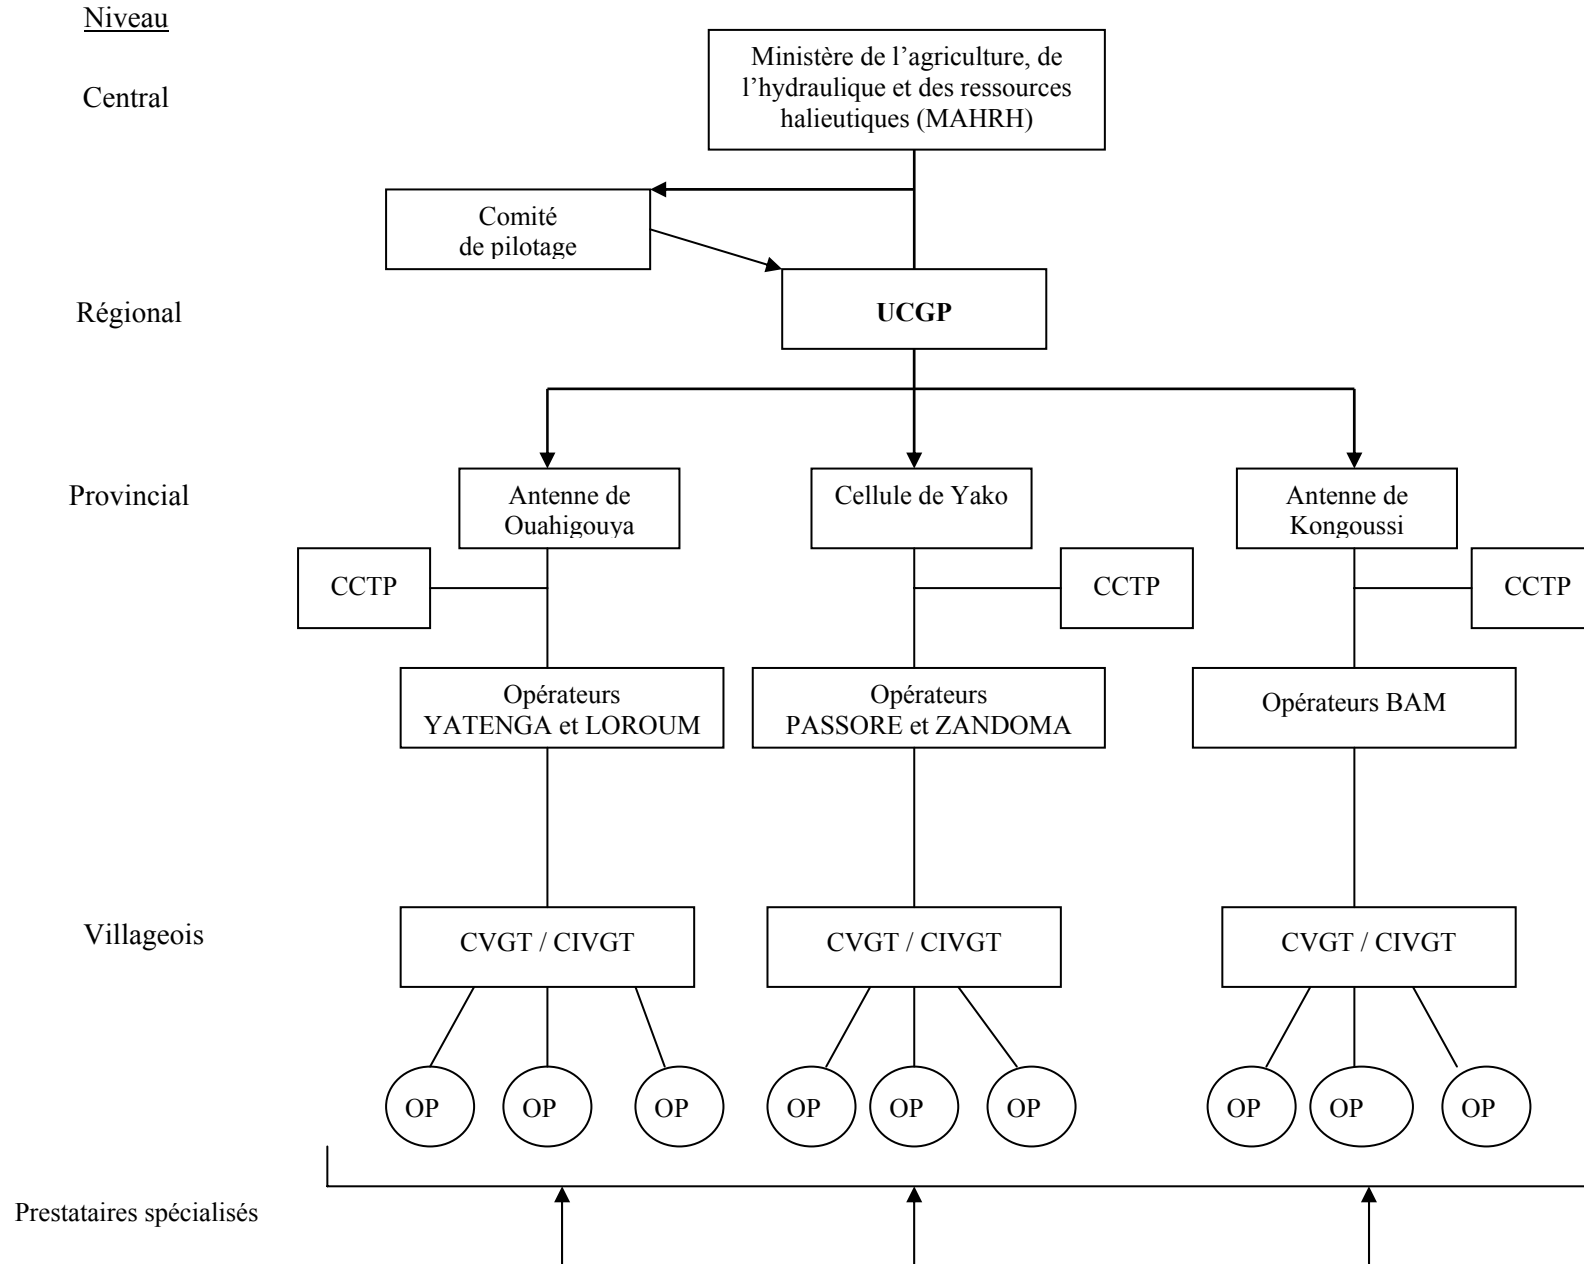 Niveau
Central
Ministère de l’agriculture, de
l’hydraulique et des ressources
halieutiques (MAHRH)
Comité
de pilotage
Régional
UCGP
Provincial
Antenne de
Ouahigouya
Cellule de Yako
Antenne de
Kongoussi
CCTP
CCTP
CCTP
Opérateurs
YATENGA et LOROUM
Opérateurs
PASSORE et ZANDOMA
Opérateurs BAM
Villageois
CVGT / CIVGT
CVGT / CIVGT
CVGT / CIVGT
OP
OP
OP
OP
OP
OP
OP
OP
OP
Prestataires spécialisés